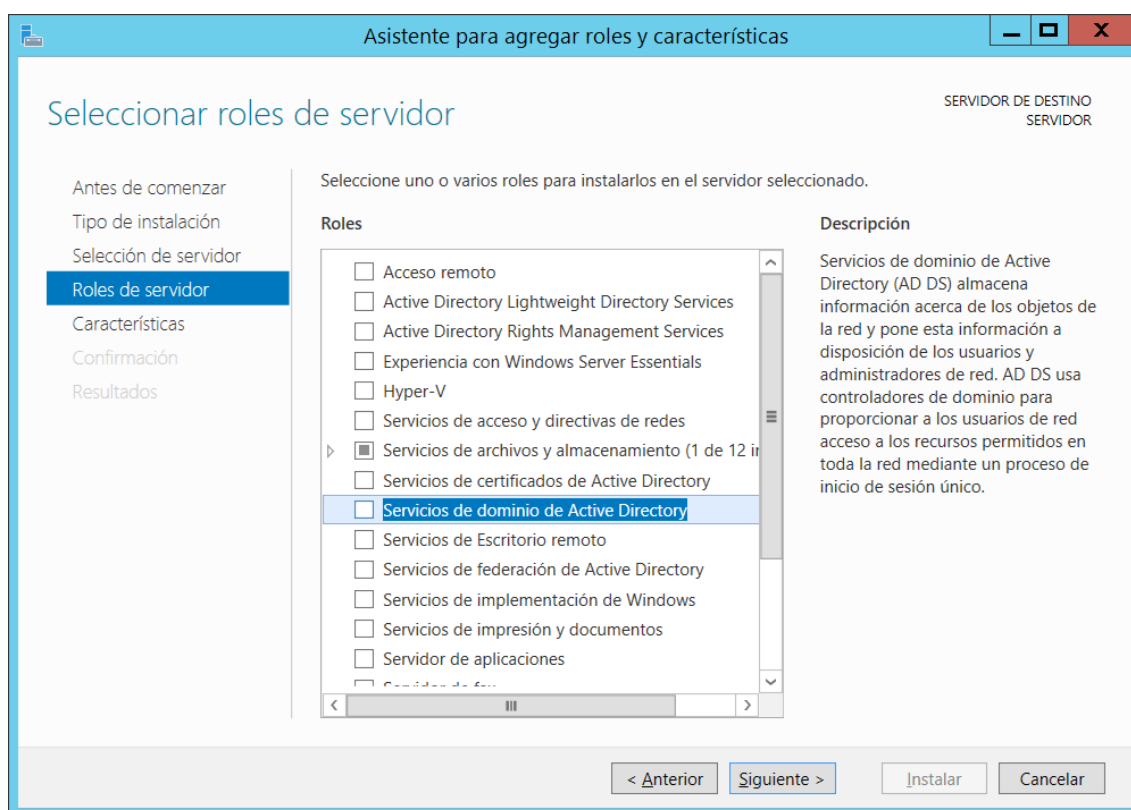 Asistente para agregar roles y características
Seleccionar roles de servidor
SERVIDOR DE DESTINO
SERVIDOR
Antes de comenzar
Tipo de instalación
Selección de servidor
Roles de servidor
Características
Confirmación
Resultados
Seleccione uno o varios roles para instalarlos en el servidor seleccionado.
Roles
Acceso remoto
Active Directory Lightweight Directory Services
Active Directory Rights Management Services
Experiencia con Windows Server Essentials
Hyper-V
Servicios de acceso y directivas de redes
Servicios de archivos y almacenamiento (1 de 12 in
Servicios de certificados de Active Directory
Servicios de dominio de Active Directory
Servicios de Escritorio remoto
Servicios de federación de Active Directory
Servicios de implementación de Windows
Servicios de impresión y documentos
Servidor de aplicaciones
Descripción
Servicios de dominio de Active
Directory (AD DS) almacena
información acerca de los objetos de
la red y pone esta información a
disposición de los usuarios y
administradores de red. AD DS usa
controladores de dominio para
proporcionar a los usuarios de red
acceso a los recursos permitidos en
toda la red mediante un proceso de
inicio de sesión único.
< Anterior
Siguiente >
Instalar
Cancelar